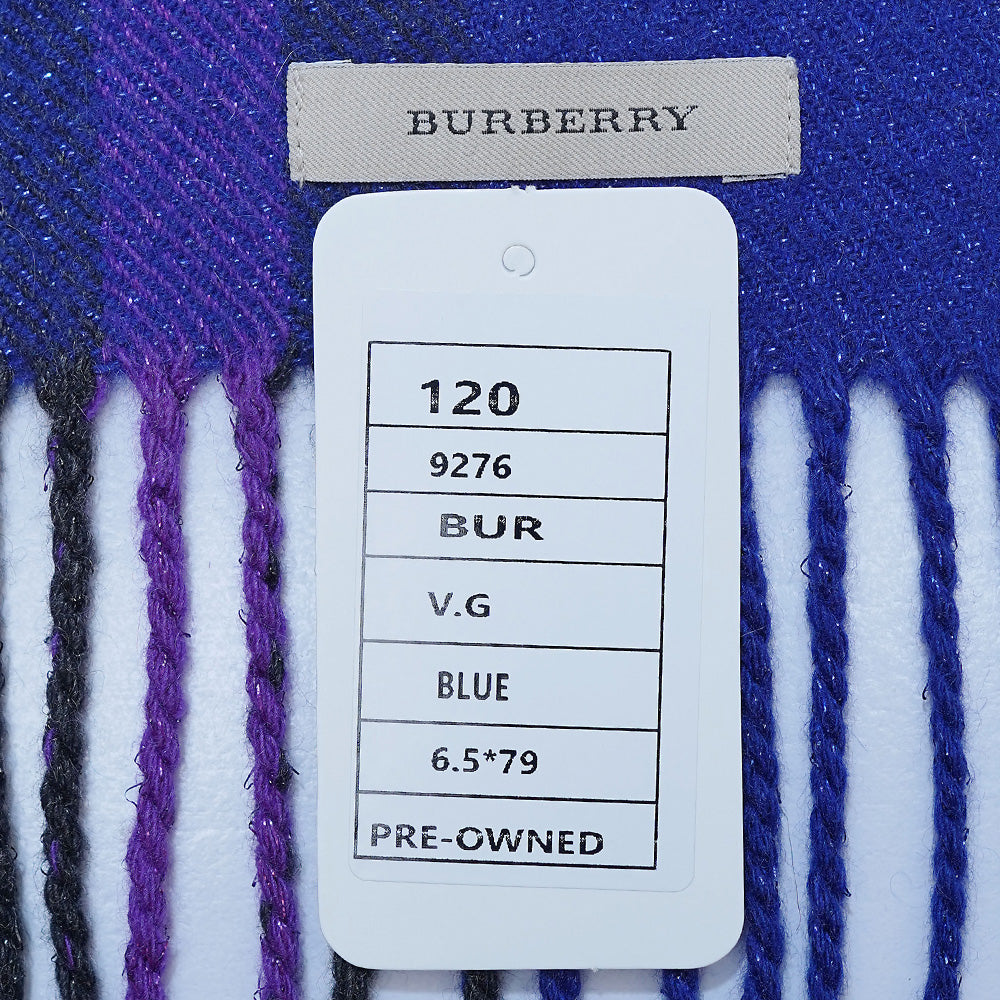 BURBERRY
120
9276
BUR
V.G
BLUE
6.5*79
PRE-OWNED